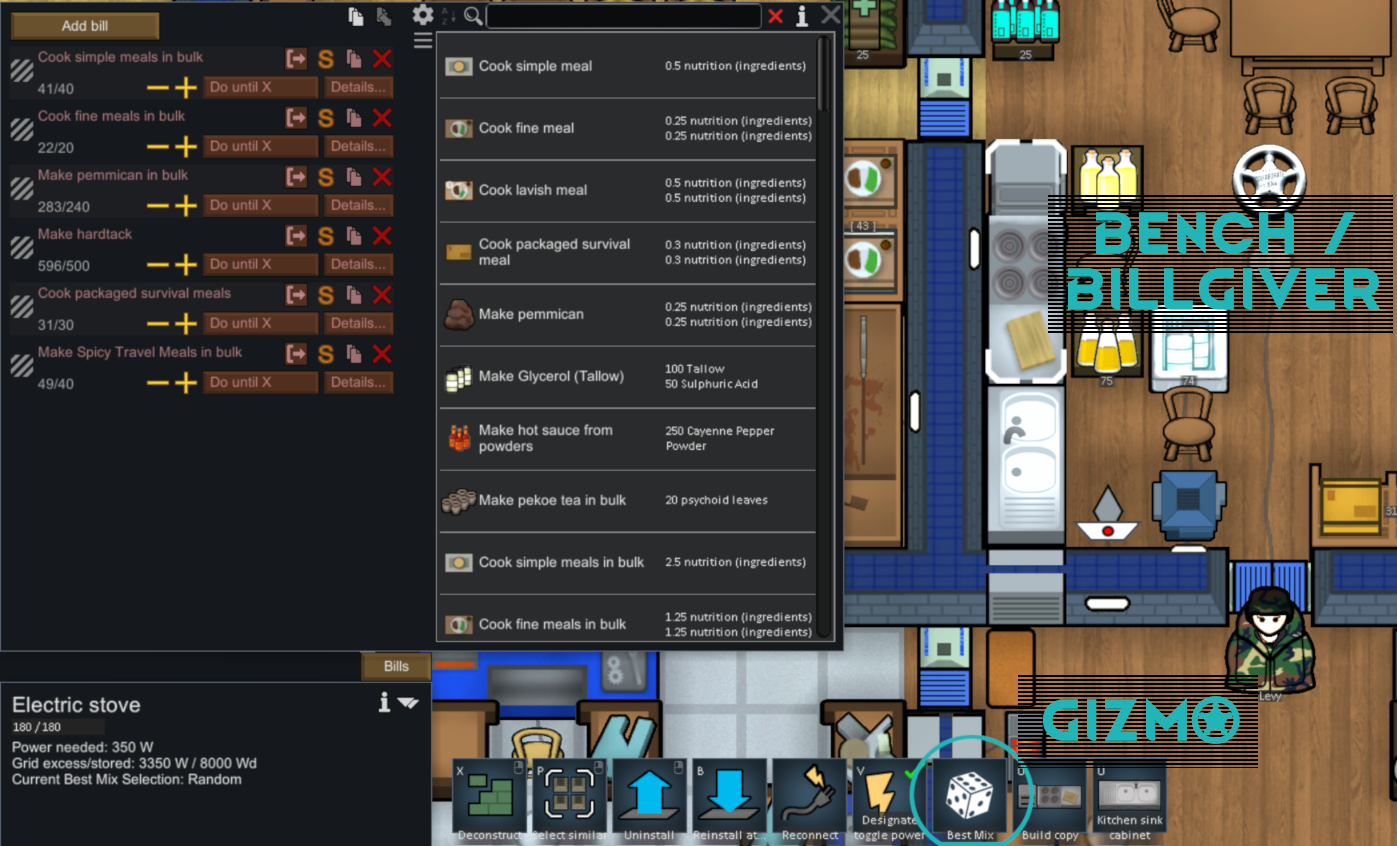 Add bill
Cook simple meals in bulk
S
41/40
Do until X
Details...
Cook fine meals in bulk
S
22/20
Do until X
Details...
Make pemmican in bulk
S
283/240
Do until X
Details...
Make hardtack
S
596/500
Do until X
Details...
Cook packaged survival meals
S
31/30
Do until X
Details...
Make Spicy Travel Meals in bulk
S
49/40
Do until X
Details...
Cook simple meal
0.5 nutrition (ingredients)
Cook fine meal
0.25 nutrition (ingredients)
0.25 nutrition (ingredients)
Cook lavish meal
0.5 nutrition (ingredients)
0.5 nutrition (ingredients)
Cook packaged survival
meal
0.3 nutrition (ingredients)
0.3 nutrition (ingredients)
Make pemmican
0.25 nutrition (ingredients)
0.25 nutrition (ingredients)
Make Glycerol (Tallow)
100 Tallow
50 Sulphuric Acid
Make hot sauce from
powders
250 Cayenne Pepper
Powder
Make pekoe tea in bulk
20 psychoid leaves
Cook simple meals in bulk
2.5 nutrition (ingredients)
Cook fine meals in bulk
1.25 nutrition (ingredients)
1.25 nutrition (ingredients)
25
25
[ 43 ]
BENCH /
BILLGIVER
75
74
31
Levy
GIZMO
Bills
Electric stove
180 / 180
Power needed: 350 W
Grid excess/stored: 3350 W / 8000 Wd
Current Best Mix Selection: Random
X
Deconstruct
P
Select similar
Uninstall
B
Reinstall at...
Reconnect
V
Designate
toggle power
Best Mix
Build copy
U
Kitchen sink
cabinet